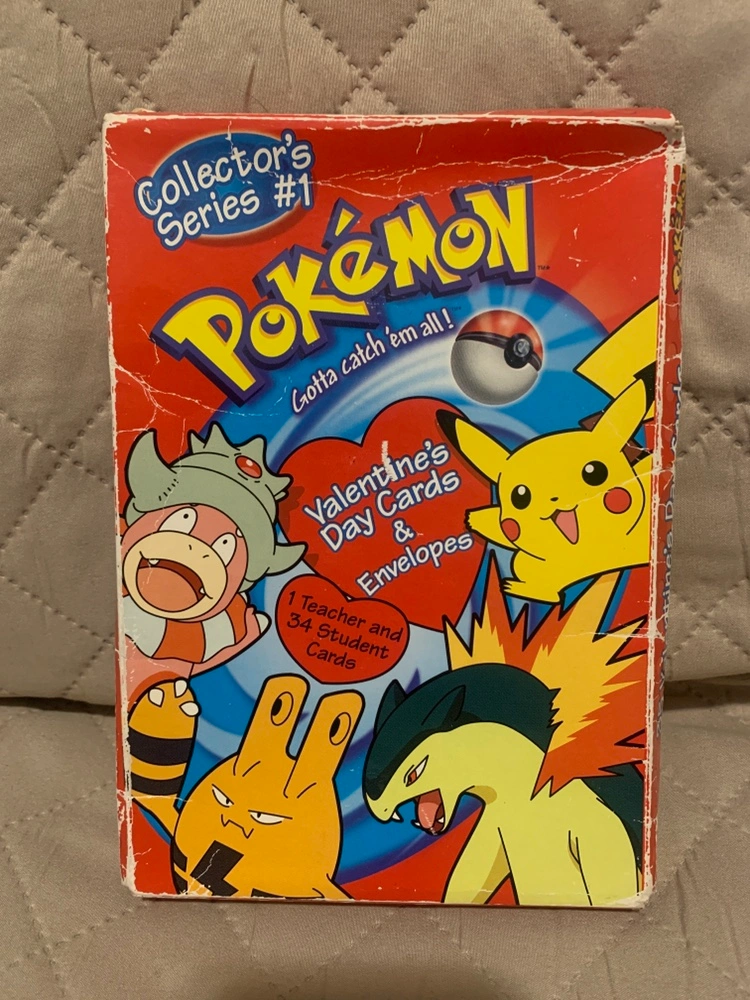 Collector's
Series #1
POKéMON
TM
Gotta catch 'em all!
Valentine's
Day Cards
&
Envelopes
1 Teacher and
34 Student
Cards
POKéMON